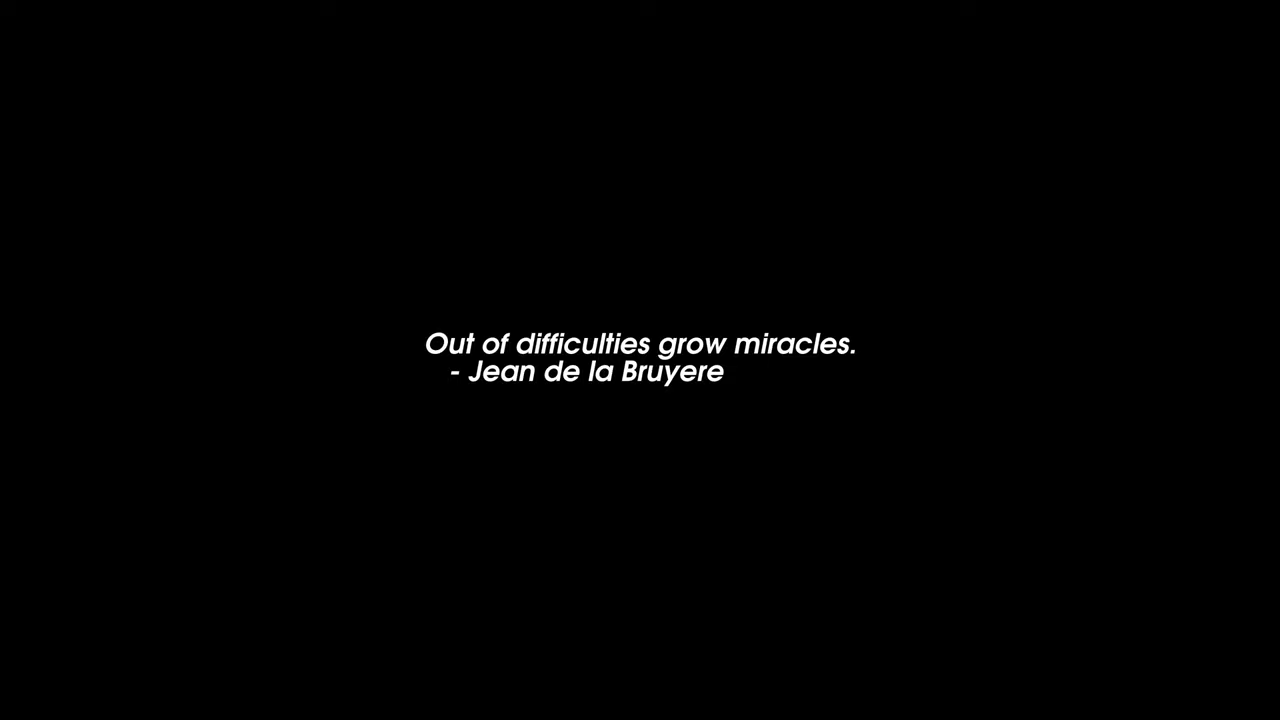 Out of difficulties grow miracles.
- Jean de la Bruyere